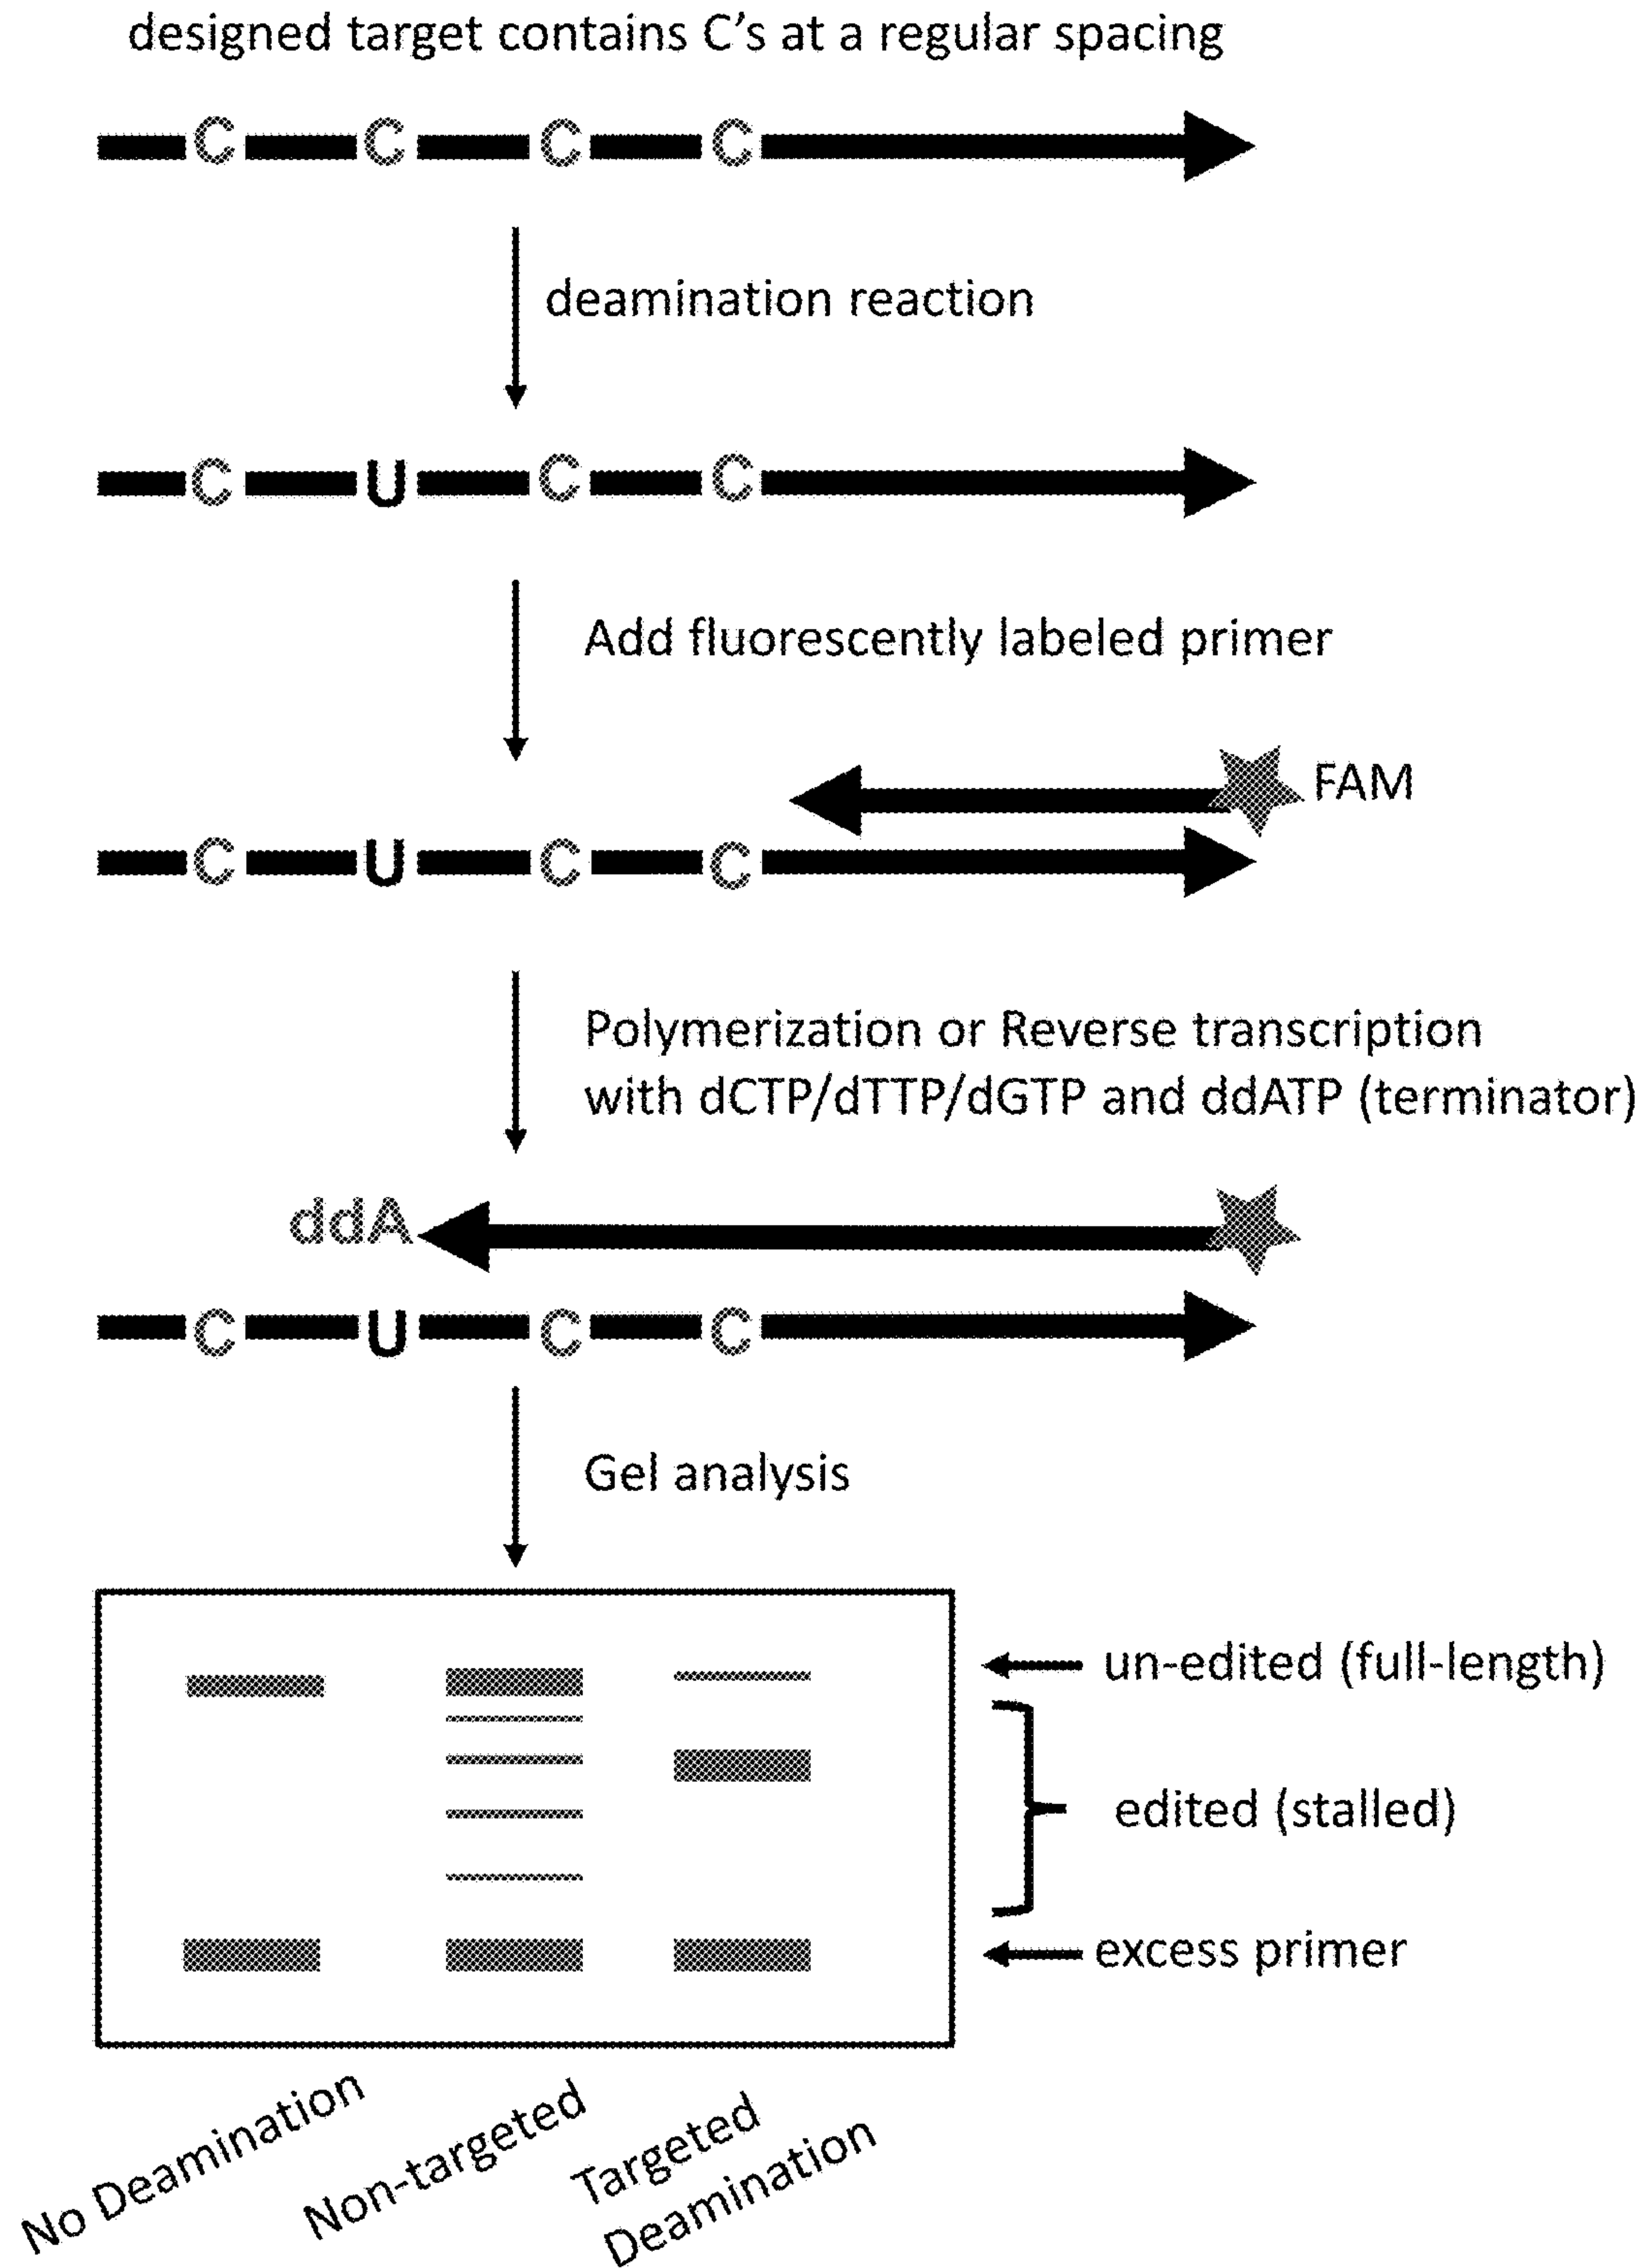 designed target contains C's at a regular spacing
C C C C
deamination reaction
C U C C
Add fluorescently labeled primer
FAM
C U C C
Polymerization or Reverse transcription
with dCTP/dTTP/dGTP and ddATP (terminator)
ddA
C U C C
Gel analysis
un-edited (full-length)
edited (stalled)
excess primer
No Deamination
Non-targeted
Targeted
Deamination